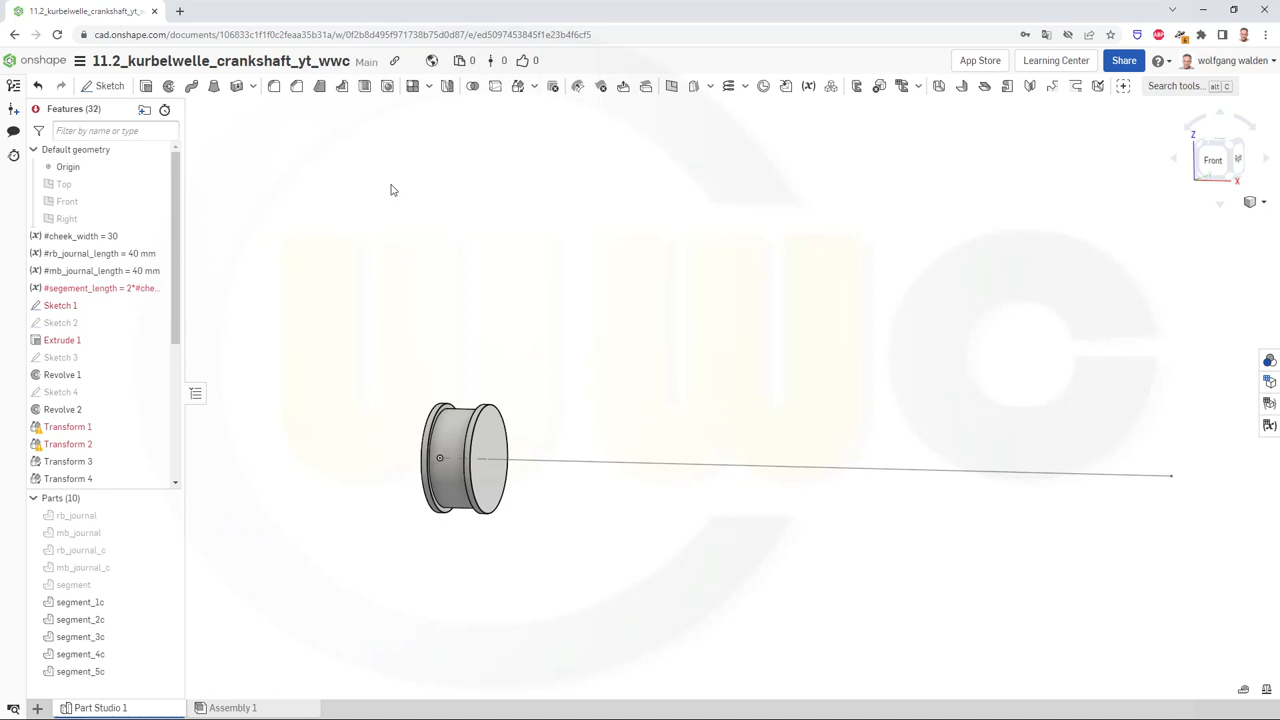 11.2_kurbelwelle_crankshaft_yt_wwc
cad.onshape.com/documents/106833c1f1f0c2feaa35b31a/w/0f2b8d495f971738b75d0d87/e/ed5097453845f1e23b4f6cf5
onshape 11.2_kurbelwelle_crankshaft_yt_wwc Main 0 0 0 App Store Learning Center Share wolfgang walden
Sketch Search tools... alt C
Features (32)
Filter by name or type
Default geometry
Origin
Top
Front
Right
(x) #cheek_width = 30
(x) #rb_journal_length = 40 mm
(x) #mb_journal_length = 40 mm
(x) #segement_length = 2*#che...
Sketch 1
Sketch 2
Extrude 1
Sketch 3
Revolve 1
Sketch 4
Revolve 2
Transform 1
Transform 2
Transform 3
Transform 4
Parts (10)
rb_journal
mb_journal
rb_journal_c
mb_journal_c
segment
segment_1c
segment_2c
segment_3c
segment_4c
segment_5c
Z
Front
X
wwc
Part Studio 1
Assembly 1